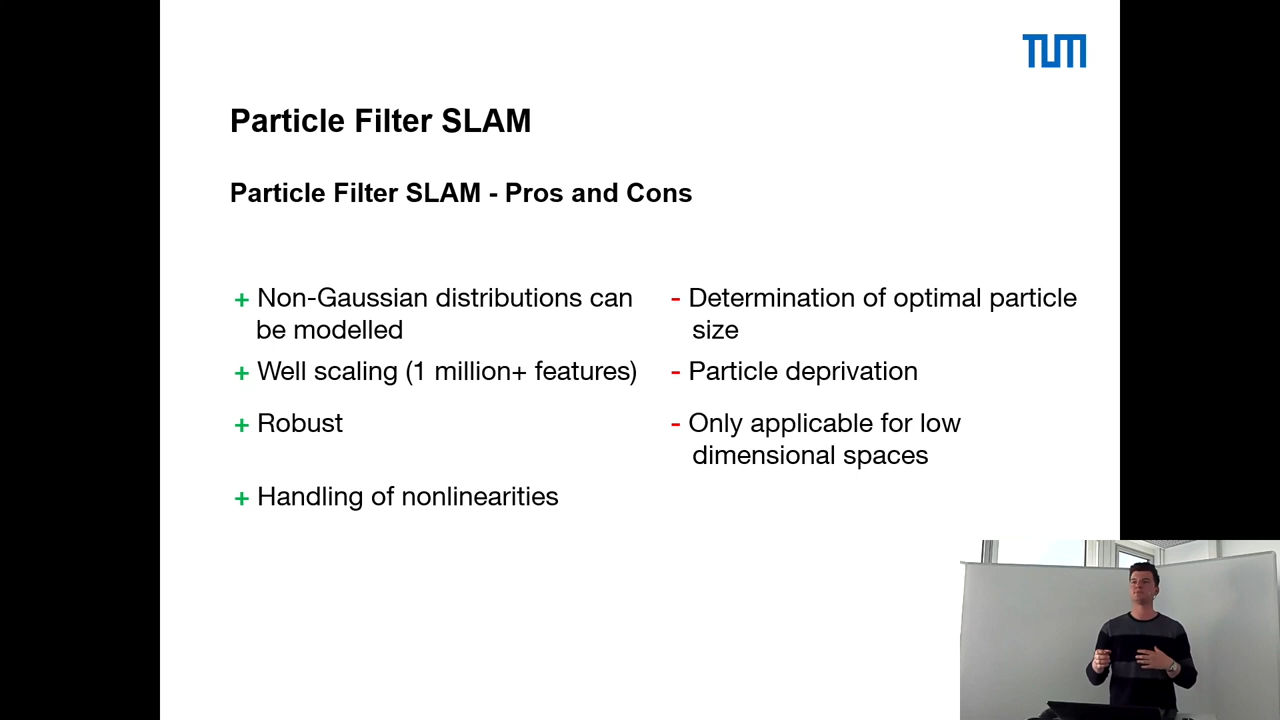 TUM
Particle Filter SLAM
Particle Filter SLAM - Pros and Cons
+ Non-Gaussian distributions can
be modelled
+ Well scaling (1 million+ features)
+ Robust
+ Handling of nonlinearities
- Determination of optimal particle
size
- Particle deprivation
- Only applicable for low
dimensional spaces